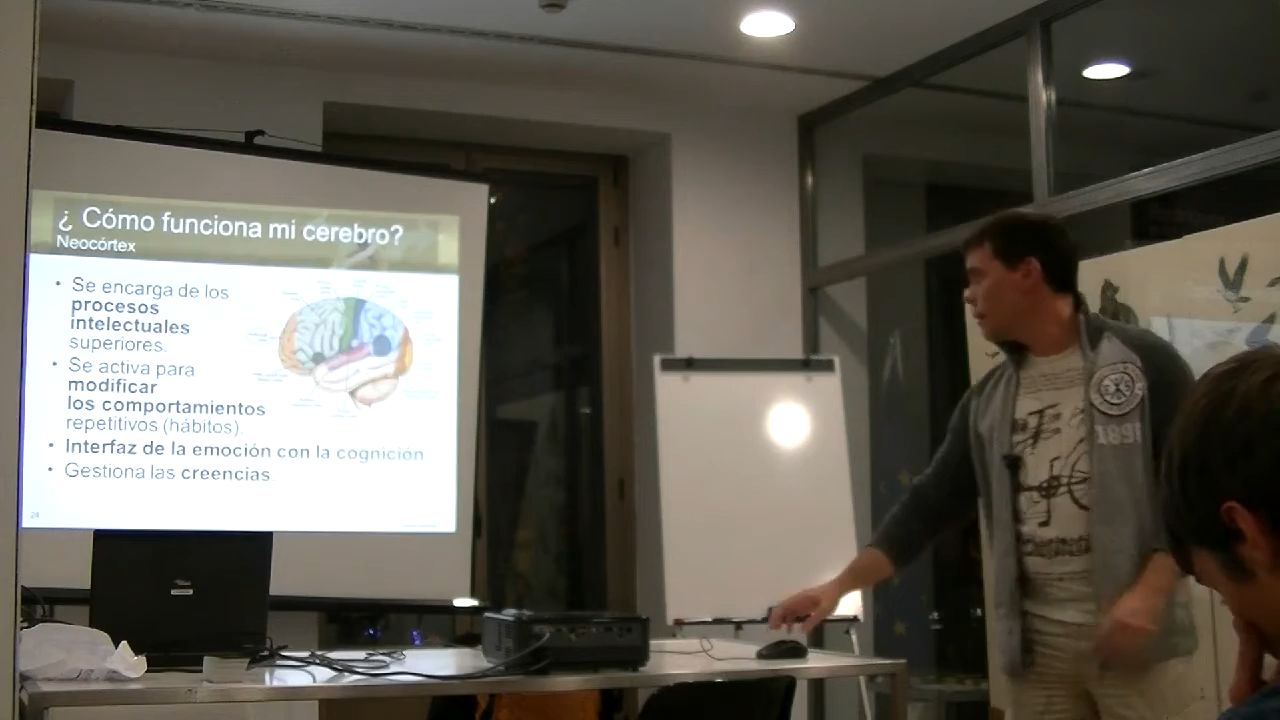 ¿ Cómo funciona mi cerebro?
Neocórtex
• Se encarga de los
procesos
intelectuales
superiores.
• Se activa para
modificar
los comportamientos
repetitivos (hábitos).
• Interfaz de la emoción con la cognición
• Gestiona las creencias.
24